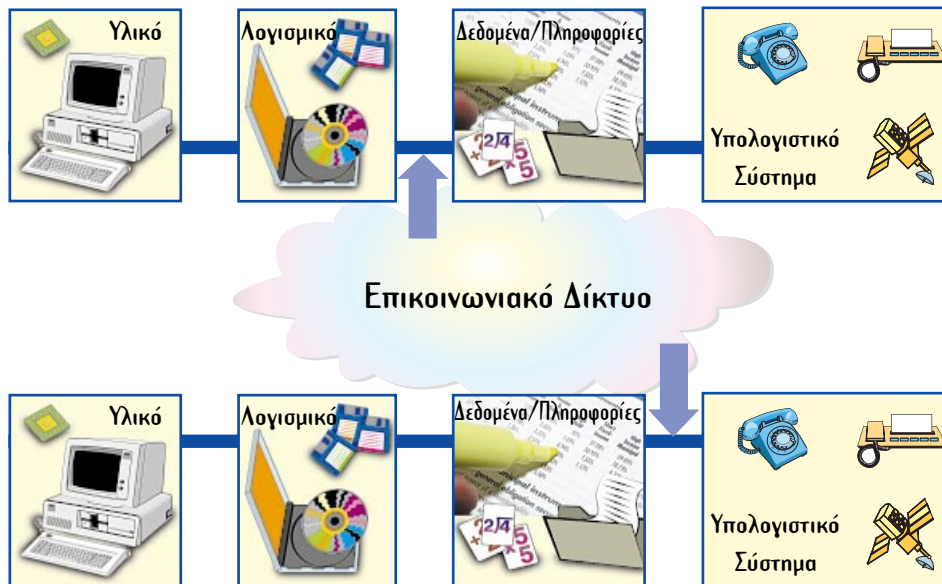 Υλικό
Λογισμικό
Δεδομένα/Πληροφορίες
Υπολογιστικό
Σύστημα
Επικοινωνιακό Δίκτυο
Υλικό
Λογισμικό
Δεδομένα/Πληροφορίες
Υπολογιστικό
Σύστημα